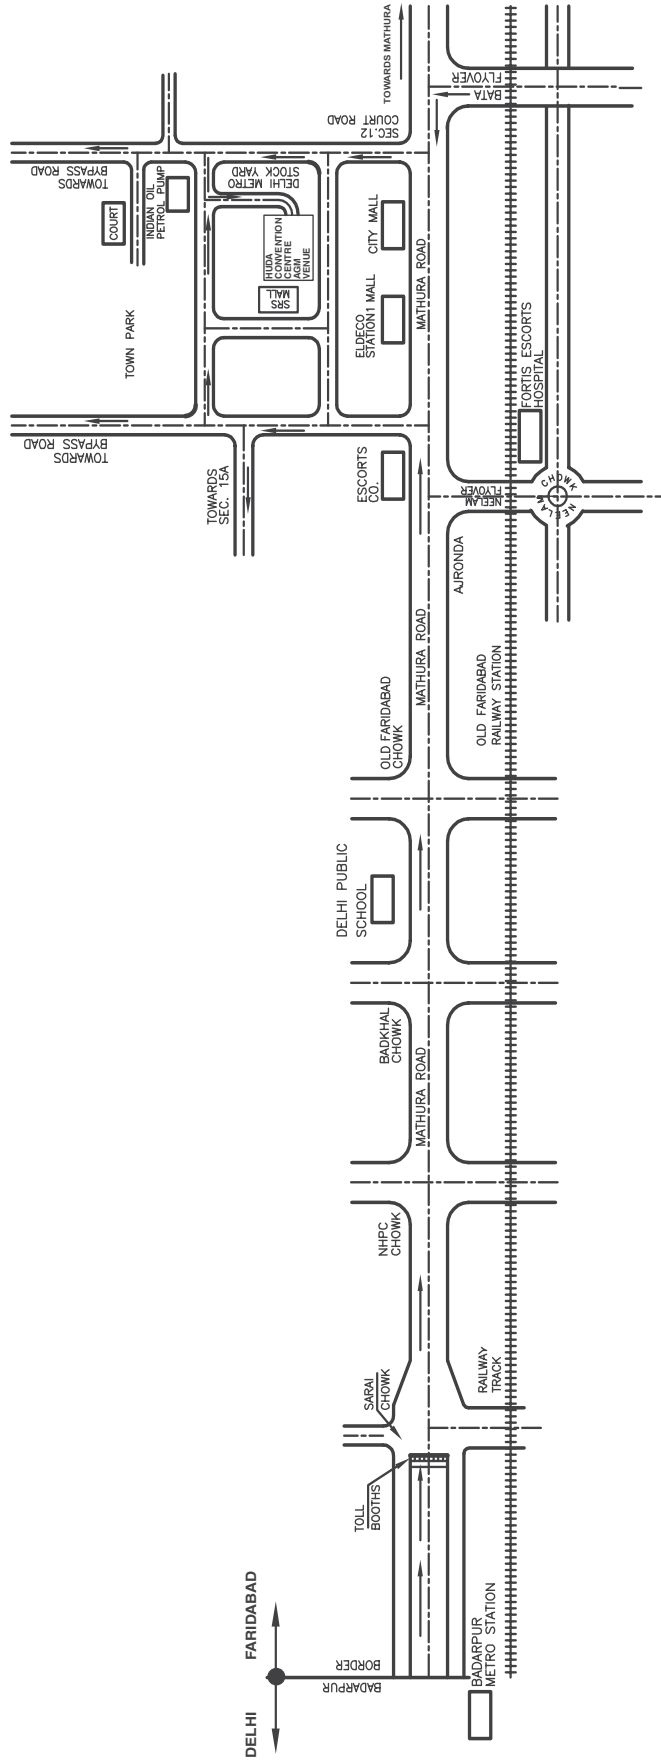 DELHI
FARIDABAD
BADARPUR
BORDER
BADARPUR
METRO STATION
TOLL
BOOTHS
SARAI
CHOWK
RAILWAY
TRACK
NHPC
CHOWK
MATHURA ROAD
BADKHAL
CHOWK
DELHI PUBLIC
SCHOOL
OLD FARIDABAD
CHOWK
MATHURA ROAD
OLD FARIDABAD
RAILWAY STATION
AJRONDA
NEELAM
FLYOVER
NEELAM CHOWK
FORTIS ESCORTS
HOSPITAL
ESCORTS
CO.
TOWARDS
SEC. 15A
TOWARDS
BYPASS ROAD
TOWN PARK
ELDECO
STATION1 MALL
MATHURA ROAD
CITY MALL
SRS
MALL
HUDA
CONVENTION
CENTRE
AGM
VENUE
DELHI METRO
STOCK YARD
COURT
INDIAN OIL
PETROL PUMP
TOWARDS
BYPASS ROAD
SEC.12
COURT ROAD
TOWARDS MATHURA
BATA
FLYOVER